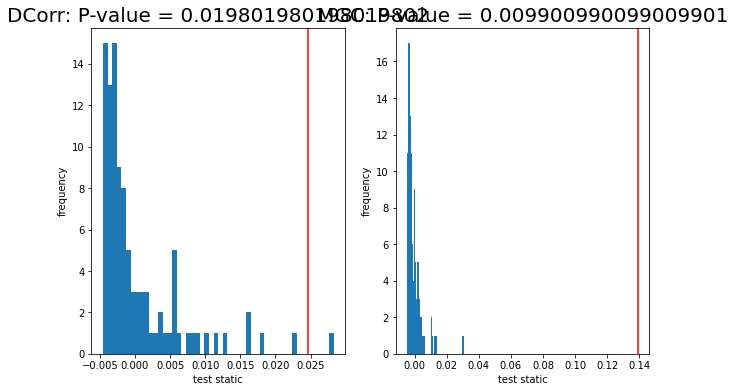 DCorr: P-value = 0.019801980198019802
MGC: P-value = 0.009900990099009901
14
12
10
8
6
4
2
0
frequency
-0.005 0.000 0.005 0.010 0.015 0.020 0.025
test static
16
14
12
10
8
6
4
2
0
frequency
0.00 0.02 0.04 0.06 0.08 0.10 0.12 0.14
test static